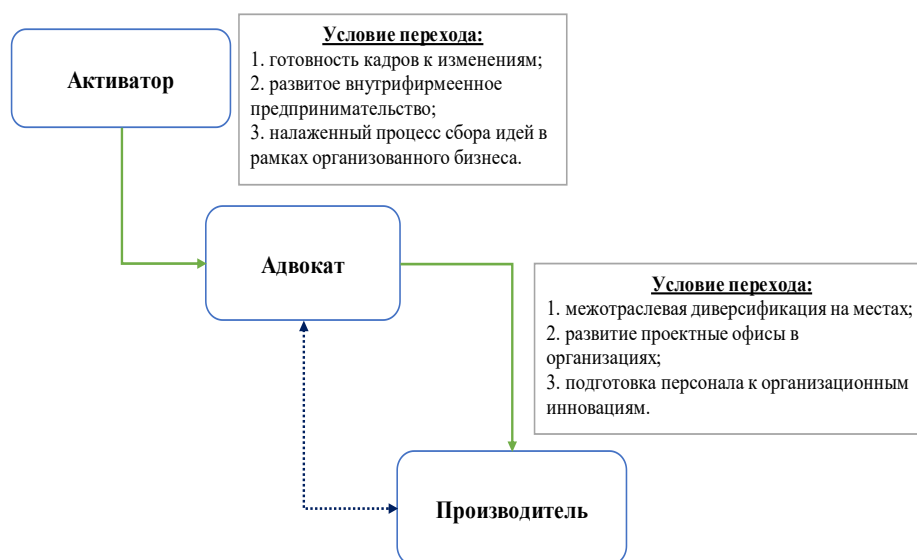 Активатор
Условие перехода:
1. готовность кадров к изменениям;
2. развитое внутрифирмеенное
предпринимательство;
3. налаженный процесс сбора идей в
рамках организованного бизнеса.
Адвокат
Условие перехода:
1. межотраслевая диверсификация на местах;
2. развитие проектные офисы в
организациях;
3. подготовка персонала к организационным
инновациям.
Производитель